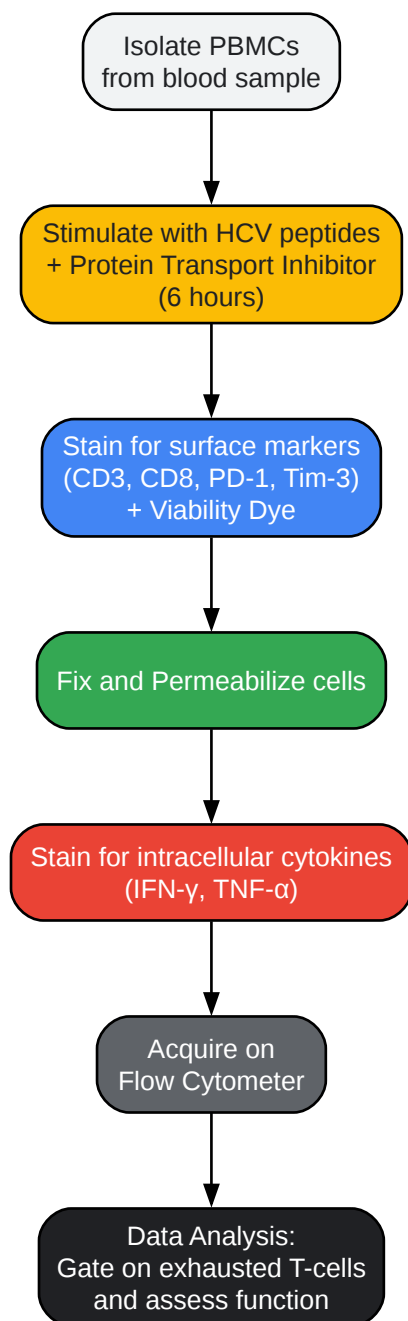 Isolate PBMCs
from blood sample
Stimulate with HCV peptides
+ Protein Transport Inhibitor
(6 hours)
Stain for surface markers
(CD3, CD8, PD-1, Tim-3)
+ Viability Dye
Fix and Permeabilize cells
Stain for intracellular cytokines
(IFN-γ, TNF-α)
Acquire on
Flow Cytometer
Data Analysis:
Gate on exhausted T-cells
and assess function